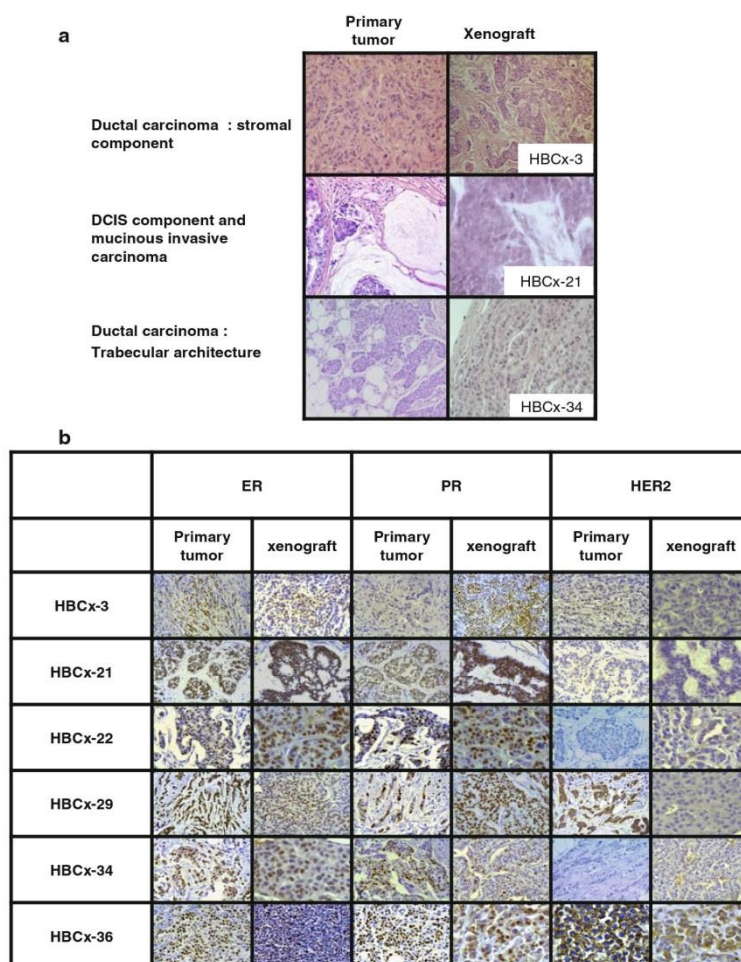 a
Primary
tumor
Xenograft
Ductal carcinoma : stromal
component
HBCx-3
DCIS component and
mucinous invasive
carcinoma
HBCx-21
Ductal carcinoma :
Trabecular architecture
HBCx-34
b
ER PR HER2
Primary
tumor
xenograft
Primary
tumor
xenograft
Primary
tumor
xenograft
HBCx-3
HBCx-21
HBCx-22
HBCx-29
HBCx-34
HBCx-36